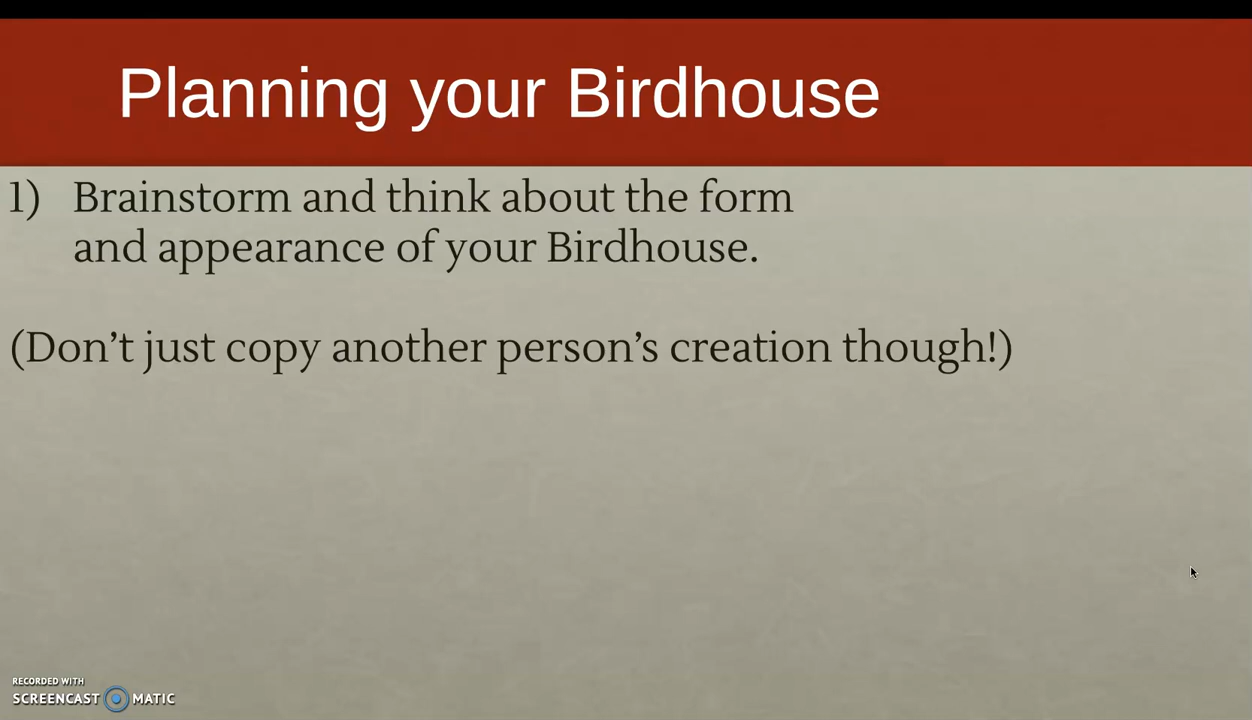 Planning your Birdhouse
1) Brainstorm and think about the form
and appearance of your Birdhouse.
(Don’t just copy another person’s creation though!)
RECORDED WITH
SCREENCAST MATIC